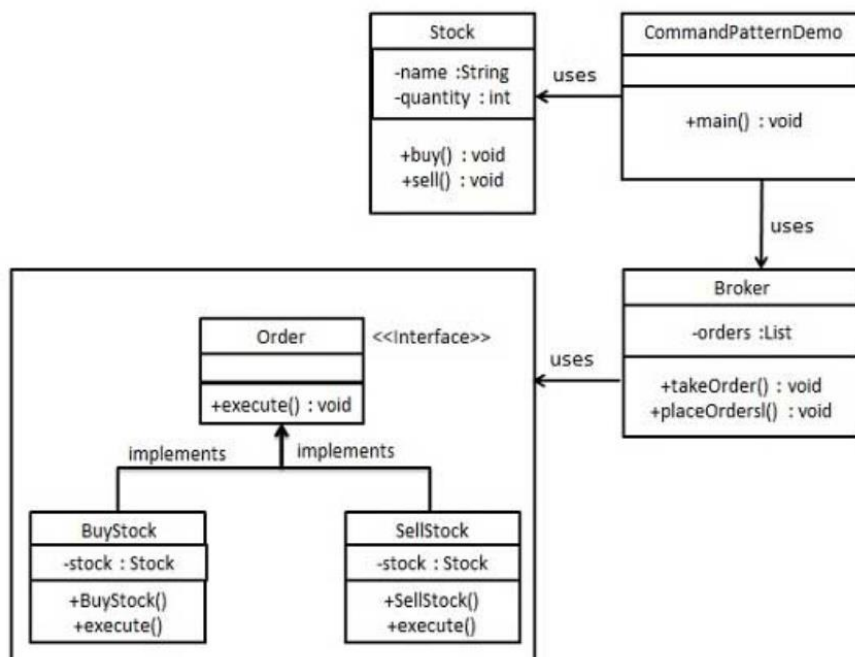 Stock
-name :String
-quantity : int
+buy() : void
+sell() : void
uses
CommandPatternDemo
+main() : void
uses
Broker
-orders :List
+takeOrder() : void
+placeOrdersl() : void
uses
Order
<<Interface>>
+execute() : void
implements
implements
BuyStock
-stock : Stock
+BuyStock()
+execute()
SellStock
-stock : Stock
+SellStock()
+execute()